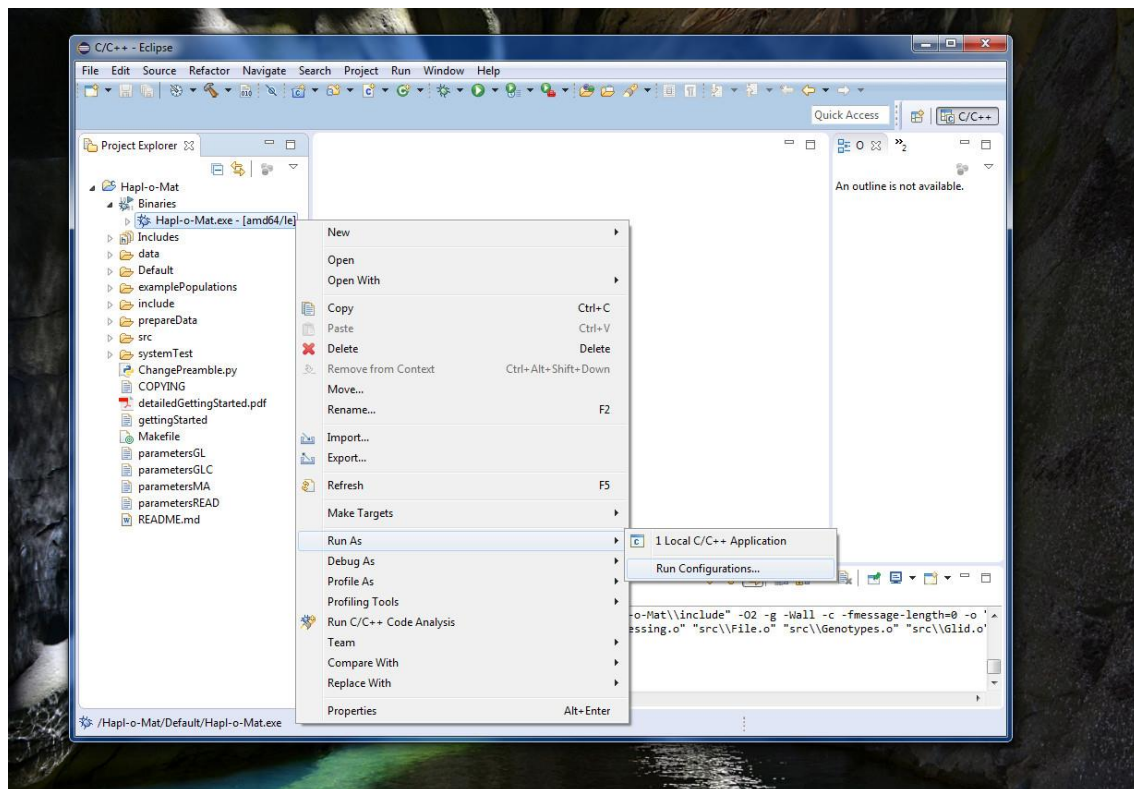 C/C++ - Eclipse
File Edit Source Refactor Navigate Search Project Run Window Help
Quick Access
C/C++
Project Explorer
Hapl-o-Mat
Binaries
Hapl-o-Mat.exe - [amd64/le]
Includes
data
Default
examplePopulations
include
prepareData
src
systemTest
ChangePreamble.py
COPYING
detailedGettingStarted.pdf
gettingStarted
Makefile
parametersGL
parametersGLC
parametersMA
parametersREAD
README.md
New
Open
Open With
Copy Ctrl+C
Paste Ctrl+V
Delete Delete
Remove from Context Ctrl+Alt+Shift+Down
Move...
Rename... F2
Import...
Export...
Refresh F5
Make Targets
Run As
Debug As
Profile As
Profiling Tools
Run C/C++ Code Analysis
Team
Compare With
Replace With
Properties Alt+Enter
1 Local C/C++ Application
Run Configurations...
O »2
An outline is not available.
-o-Mat\\include" -O2 -g -Wall -c -fmessage-length=0 -o "
essing.o" "src\\File.o" "src\\Genotypes.o" "src\\Glid.o"
/Hapl-o-Mat/Default/Hapl-o-Mat.exe